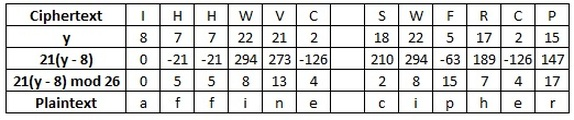 Ciphertext I H H W V C S W F R C P
y 8 7 7 22 21 2 18 22 5 17 2 15
21(y - 8) 0 -21 -21 294 273 -126 210 294 -63 189 -126 147
21(y - 8) mod 26 0 5 5 8 13 4 2 8 15 7 4 17
Plaintext a f f i n e c i p h e r